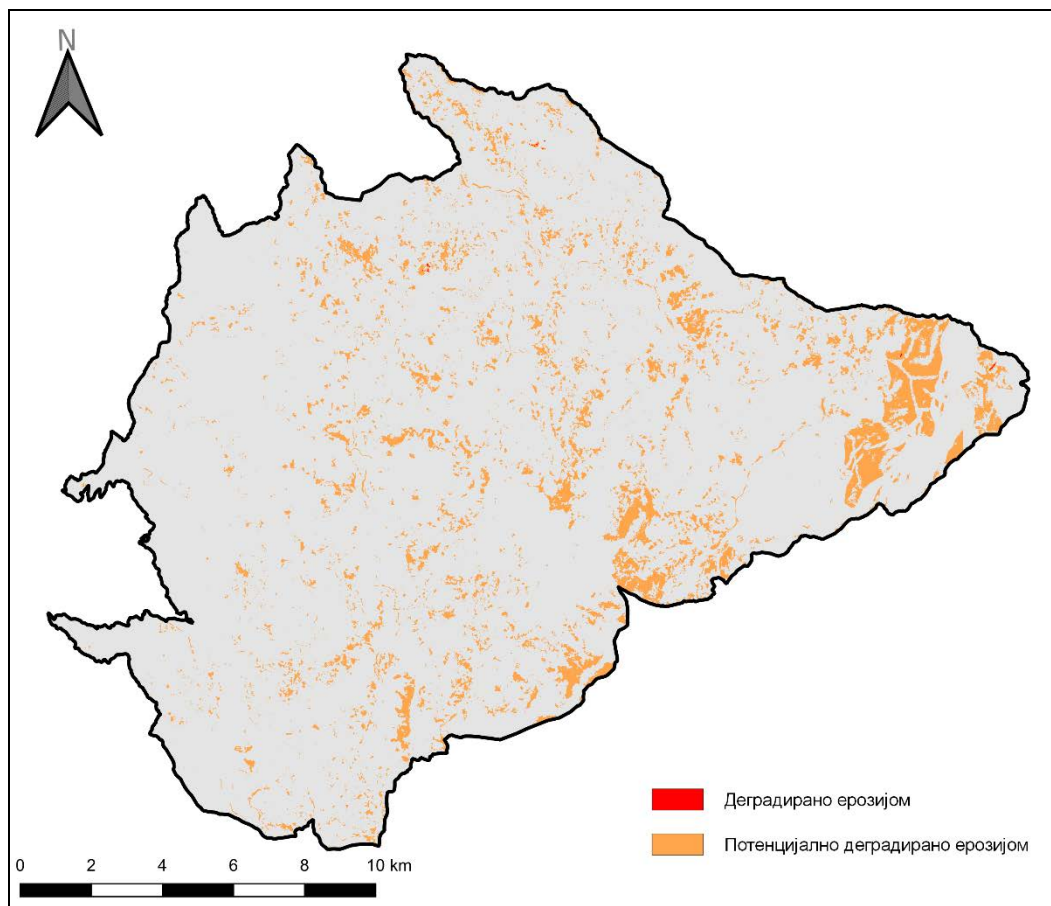 N
Деградирано ерозијом
Потенцијално деградирано ерозијом
0 2 4 6 8 10 km